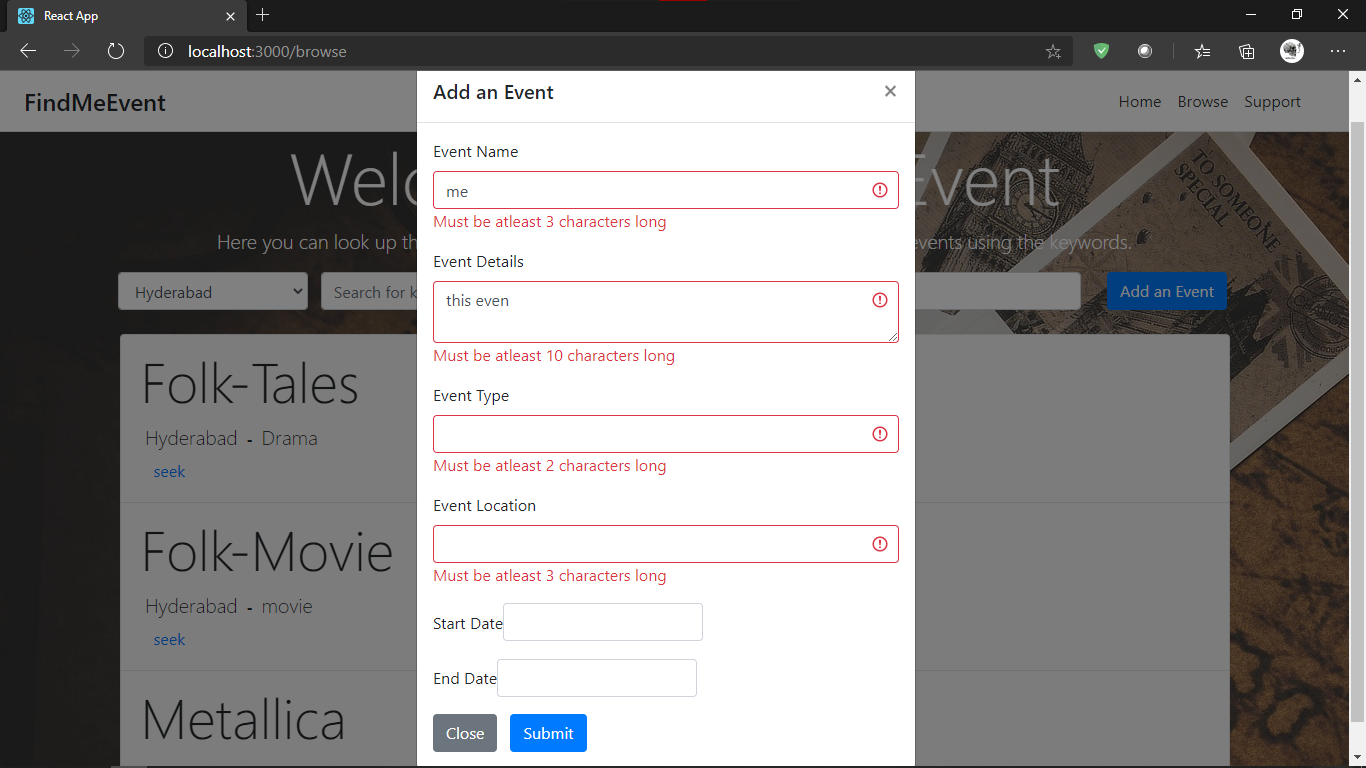 React App
localhost:3000/browse
FindMeEvent
Home Browse Support
Add an Event
Welc
Event
Here you can look up th
events using the keywords.
Hyderabad
Search for k
Add an Event
Event Name
me
Must be atleast 3 characters long
Event Details
this even
Must be atleast 10 characters long
Event Type
Must be atleast 2 characters long
Event Location
Must be atleast 3 characters long
Start Date
End Date
Close Submit
Folk-Tales
Hyderabad - Drama
seek
Folk-Movie
Hyderabad - movie
seek
Metallica
TO SOMEONE
SPECIAL